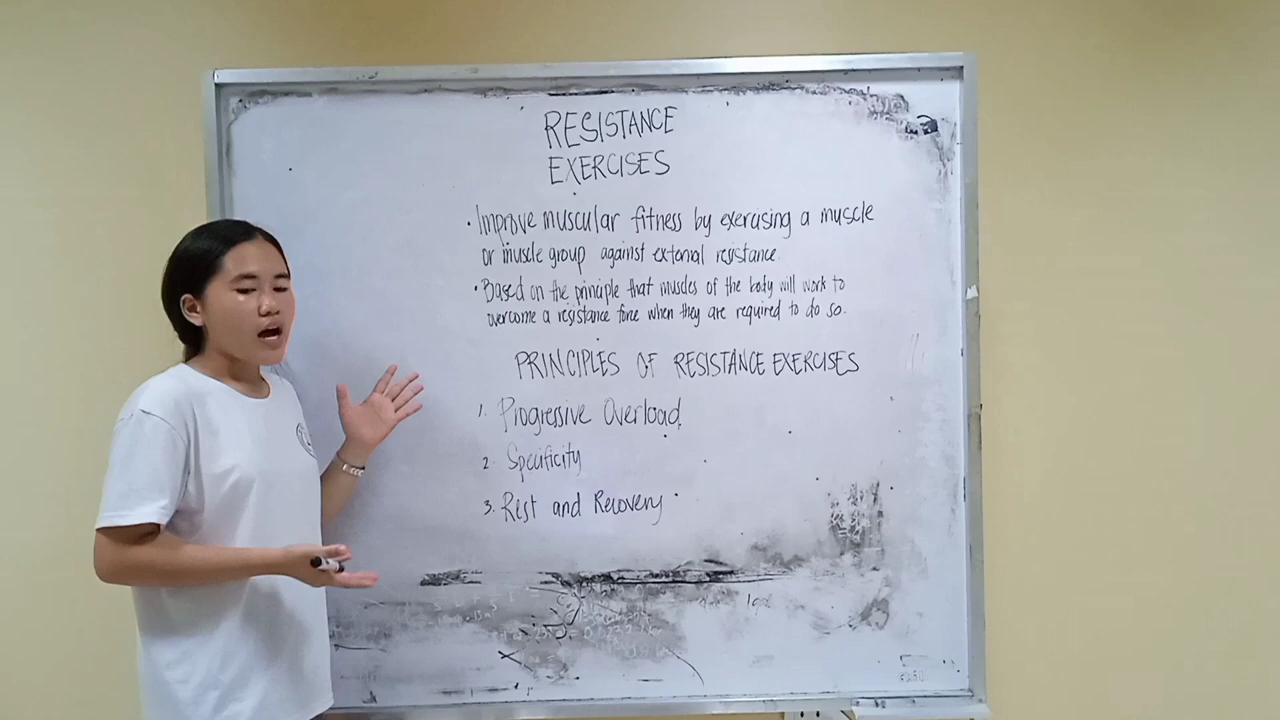 RESISTANCE
EXERCISES
• Improve muscular fitness by exercising a muscle
or muscle group against external resistance.
• Based on the principle that muscles of the body will work to
overcome a resistance force when they are required to do so.
PRINCIPLES OF RESISTANCE EXERCISES
1. Progressive Overload
2. Specificity
3. Rest and Recovery